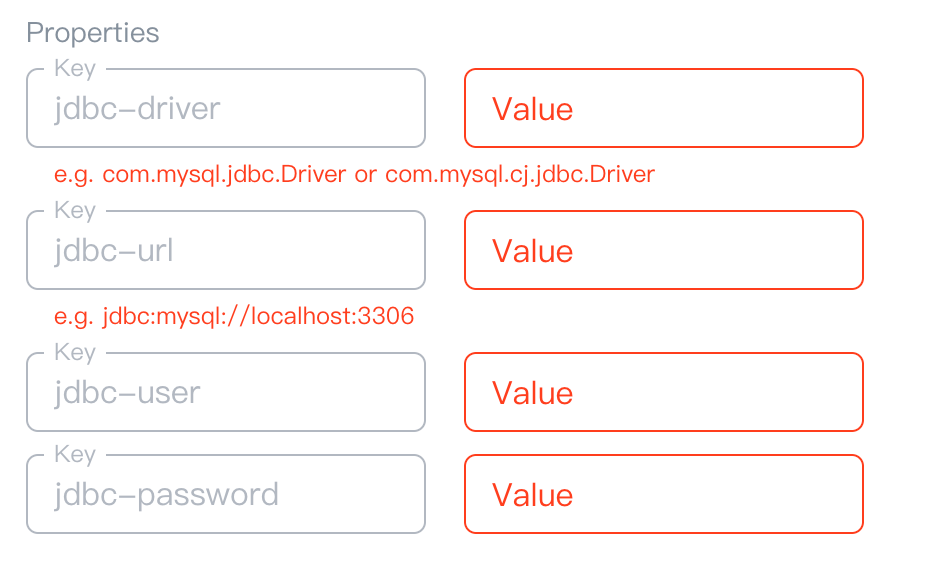 Properties
Key
jdbc-driver
Value
e.g. com.mysql.jdbc.Driver or com.mysql.cj.jdbc.Driver
Key
jdbc-url
Value
e.g. jdbc:mysql://localhost:3306
Key
jdbc-user
Value
Key
jdbc-password
Value